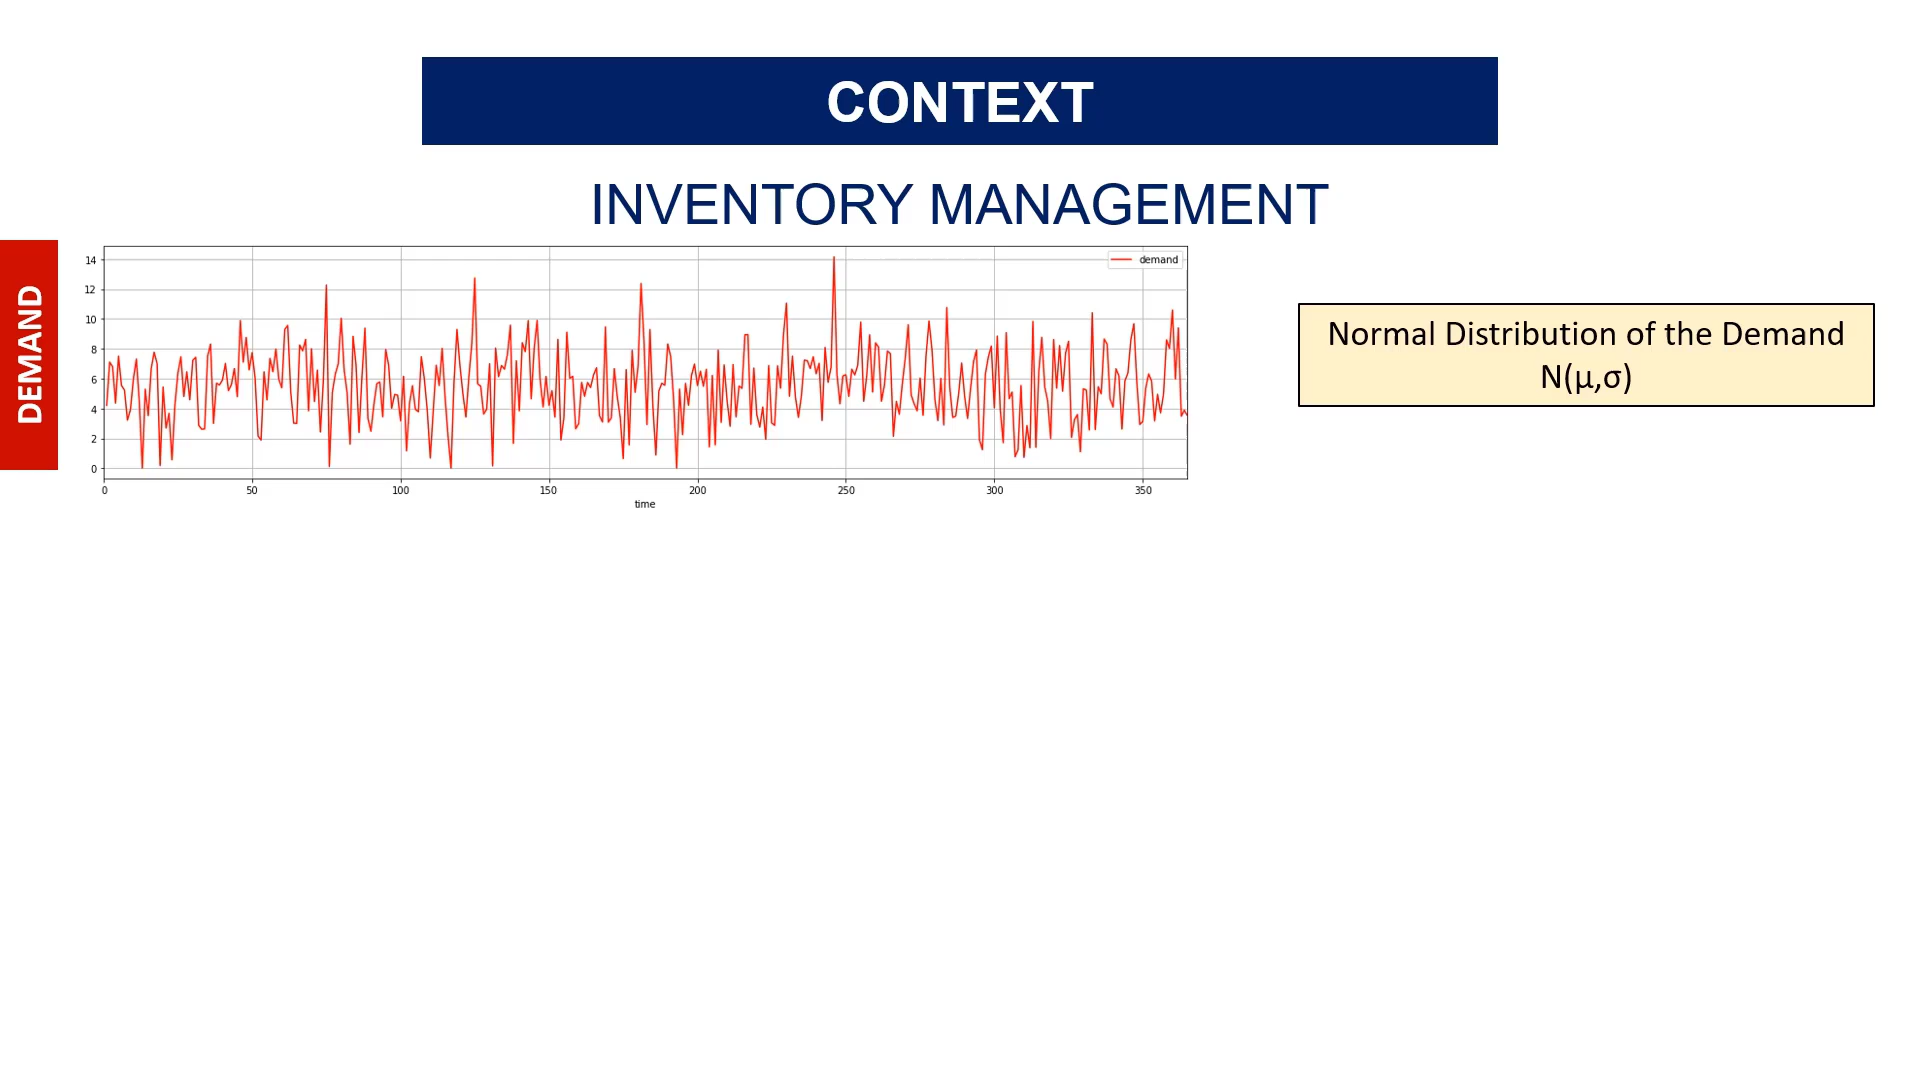 CONTEXT
INVENTORY MANAGEMENT
DEMAND
demand
14
12
10
8
6
4
2
0
0 50 100 150 200 250 300 350
time
Normal Distribution of the Demand
N(μ,σ)